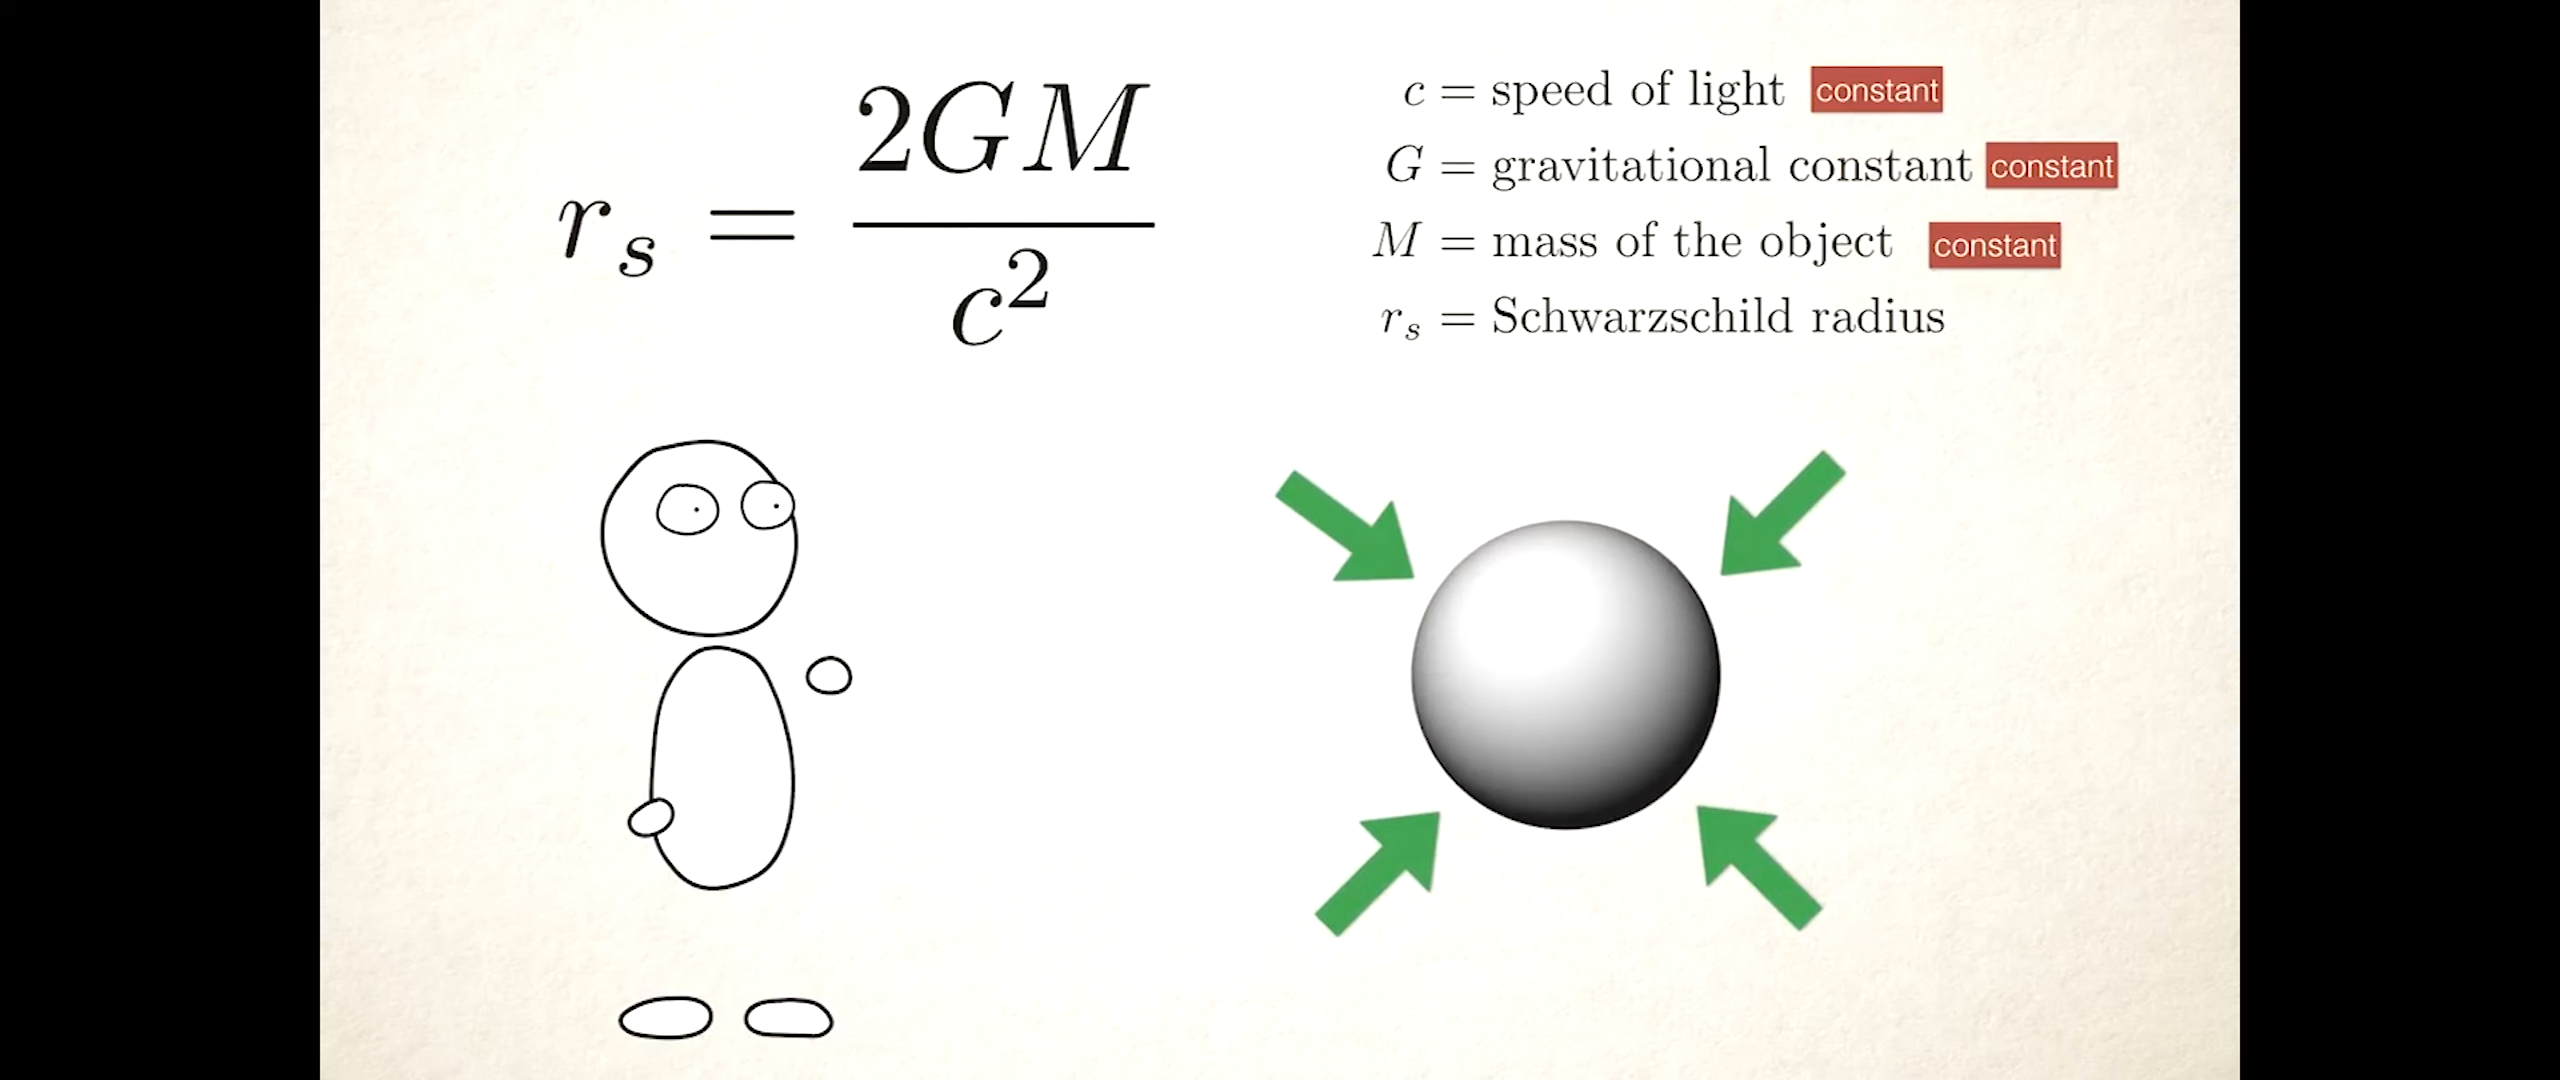 r_s = 2GM / c^2
c = speed of light constant
G = gravitational constant constant
M = mass of the object constant
r_s = Schwarzschild radius